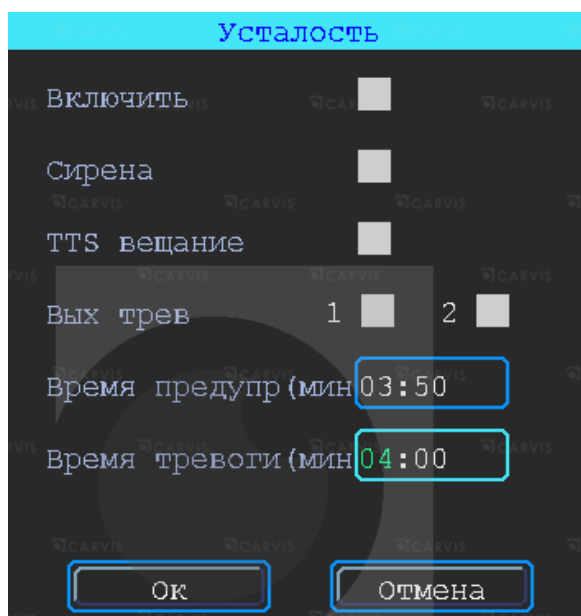 Усталость
Включить
Сирена
TTS вещание
Вых трев 1 2
Время предупр(мин 03:50
Время тревоги(мин 04:00
Ок Отмена